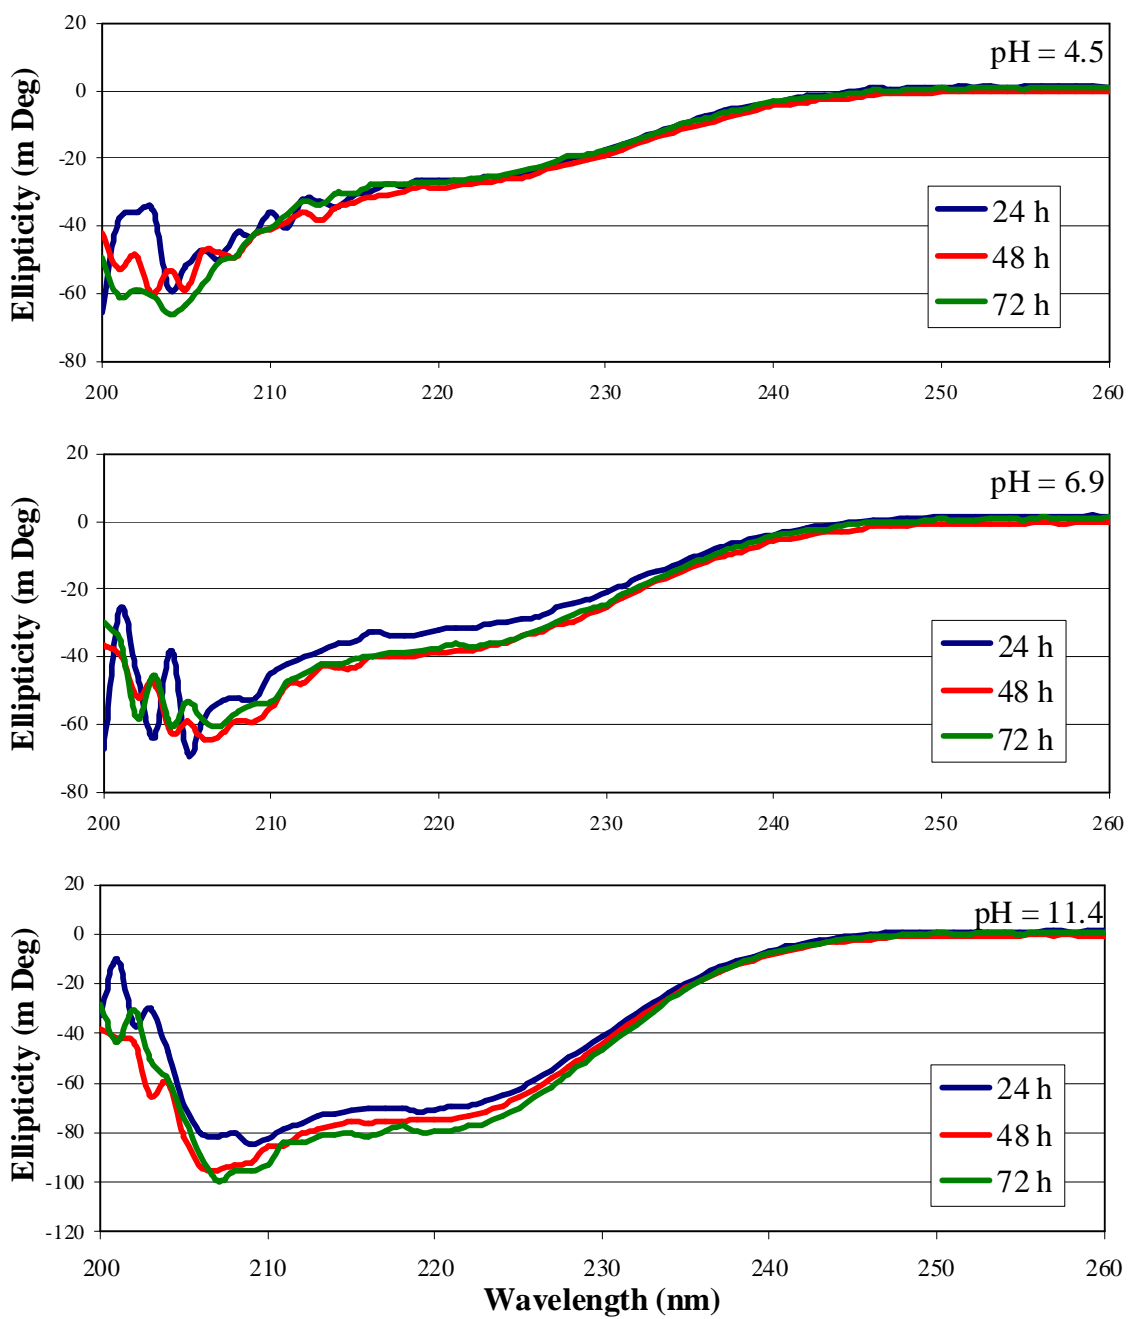 20
pH = 4.5
0
-20
-40
-60
-80
Ellipticity (m Deg)
24 h
48 h
72 h
200 210 220 230 240 250 260
20
pH = 6.9
0
-20
-40
-60
-80
Ellipticity (m Deg)
24 h
48 h
72 h
200 210 220 230 240 250 260
20
pH = 11.4
0
-20
-40
-60
-80
-100
-120
Ellipticity (m Deg)
24 h
48 h
72 h
200 210 220 230 240 250 260
Wavelength (nm)